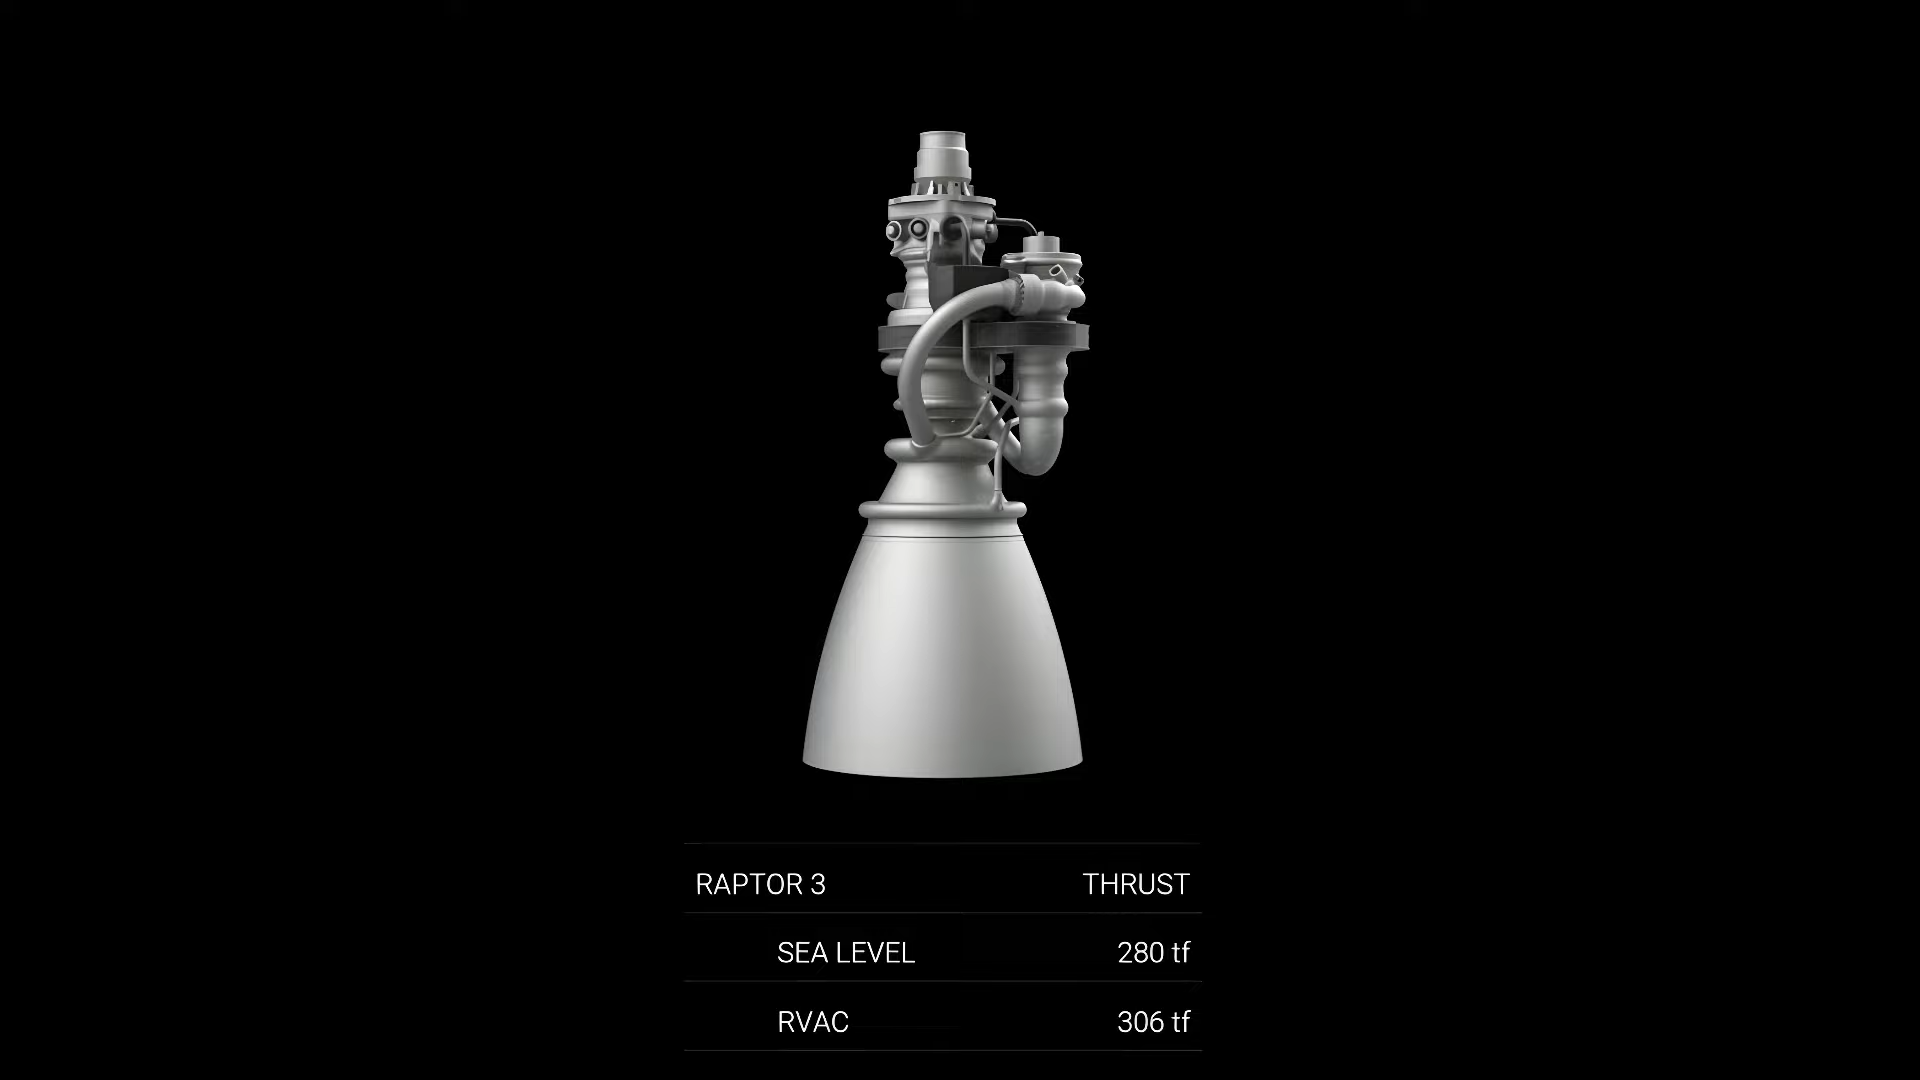 RAPTOR 3 THRUST
SEA LEVEL 280 tf
RVAC 306 tf